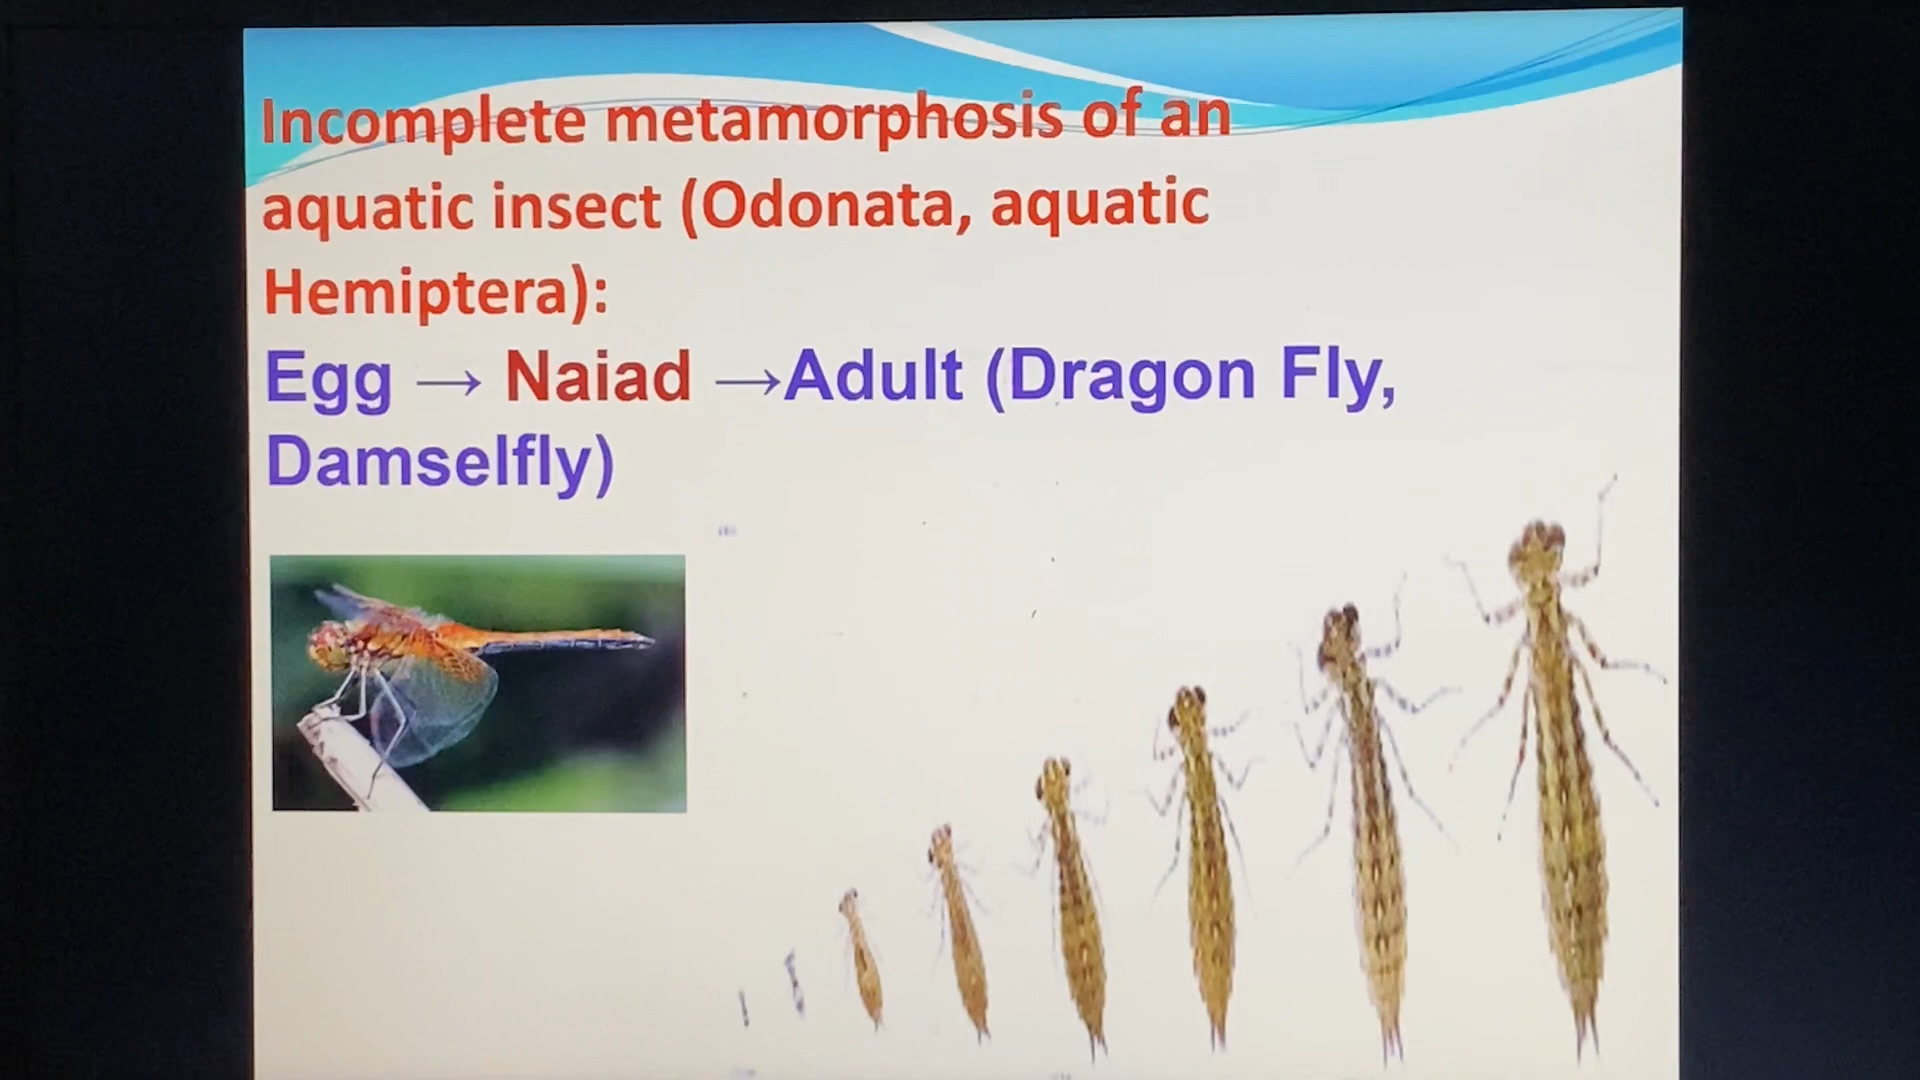 Incomplete metamorphosis of an
aquatic insect (Odonata, aquatic
Hemiptera):
Egg → Naiad →Adult (Dragon Fly,
Damselfly)